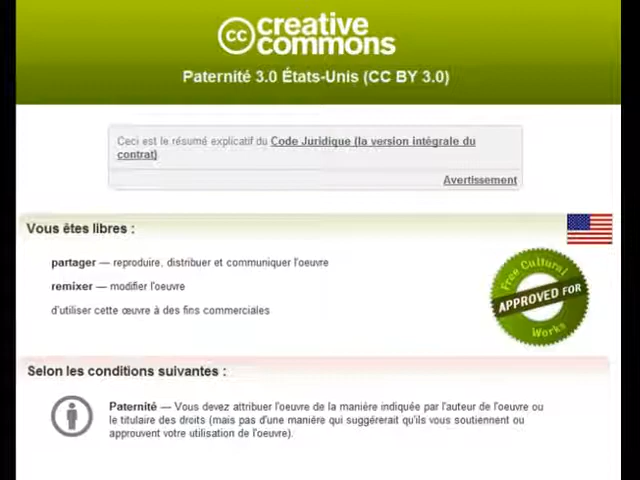 cc creative commons
Paternité 3.0 États-Unis (CC BY 3.0)
Ceci est le résumé explicatif du Code Juridique (la version intégrale du
contrat)
Avertissement
Vous êtes libres :
partager — reproduire, distribuer et communiquer l'oeuvre
remixer — modifier l'oeuvre
d'utiliser cette œuvre à des fins commerciales
Free Cultural
APPROVED FOR
Works
Selon les conditions suivantes :
Paternité — Vous devez attribuer l'oeuvre de la manière indiquée par l'auteur de l'oeuvre ou
le titulaire des droits (mais pas d'une manière qui suggérerait qu'ils vous soutiennent ou
approuvent votre utilisation de l'oeuvre).